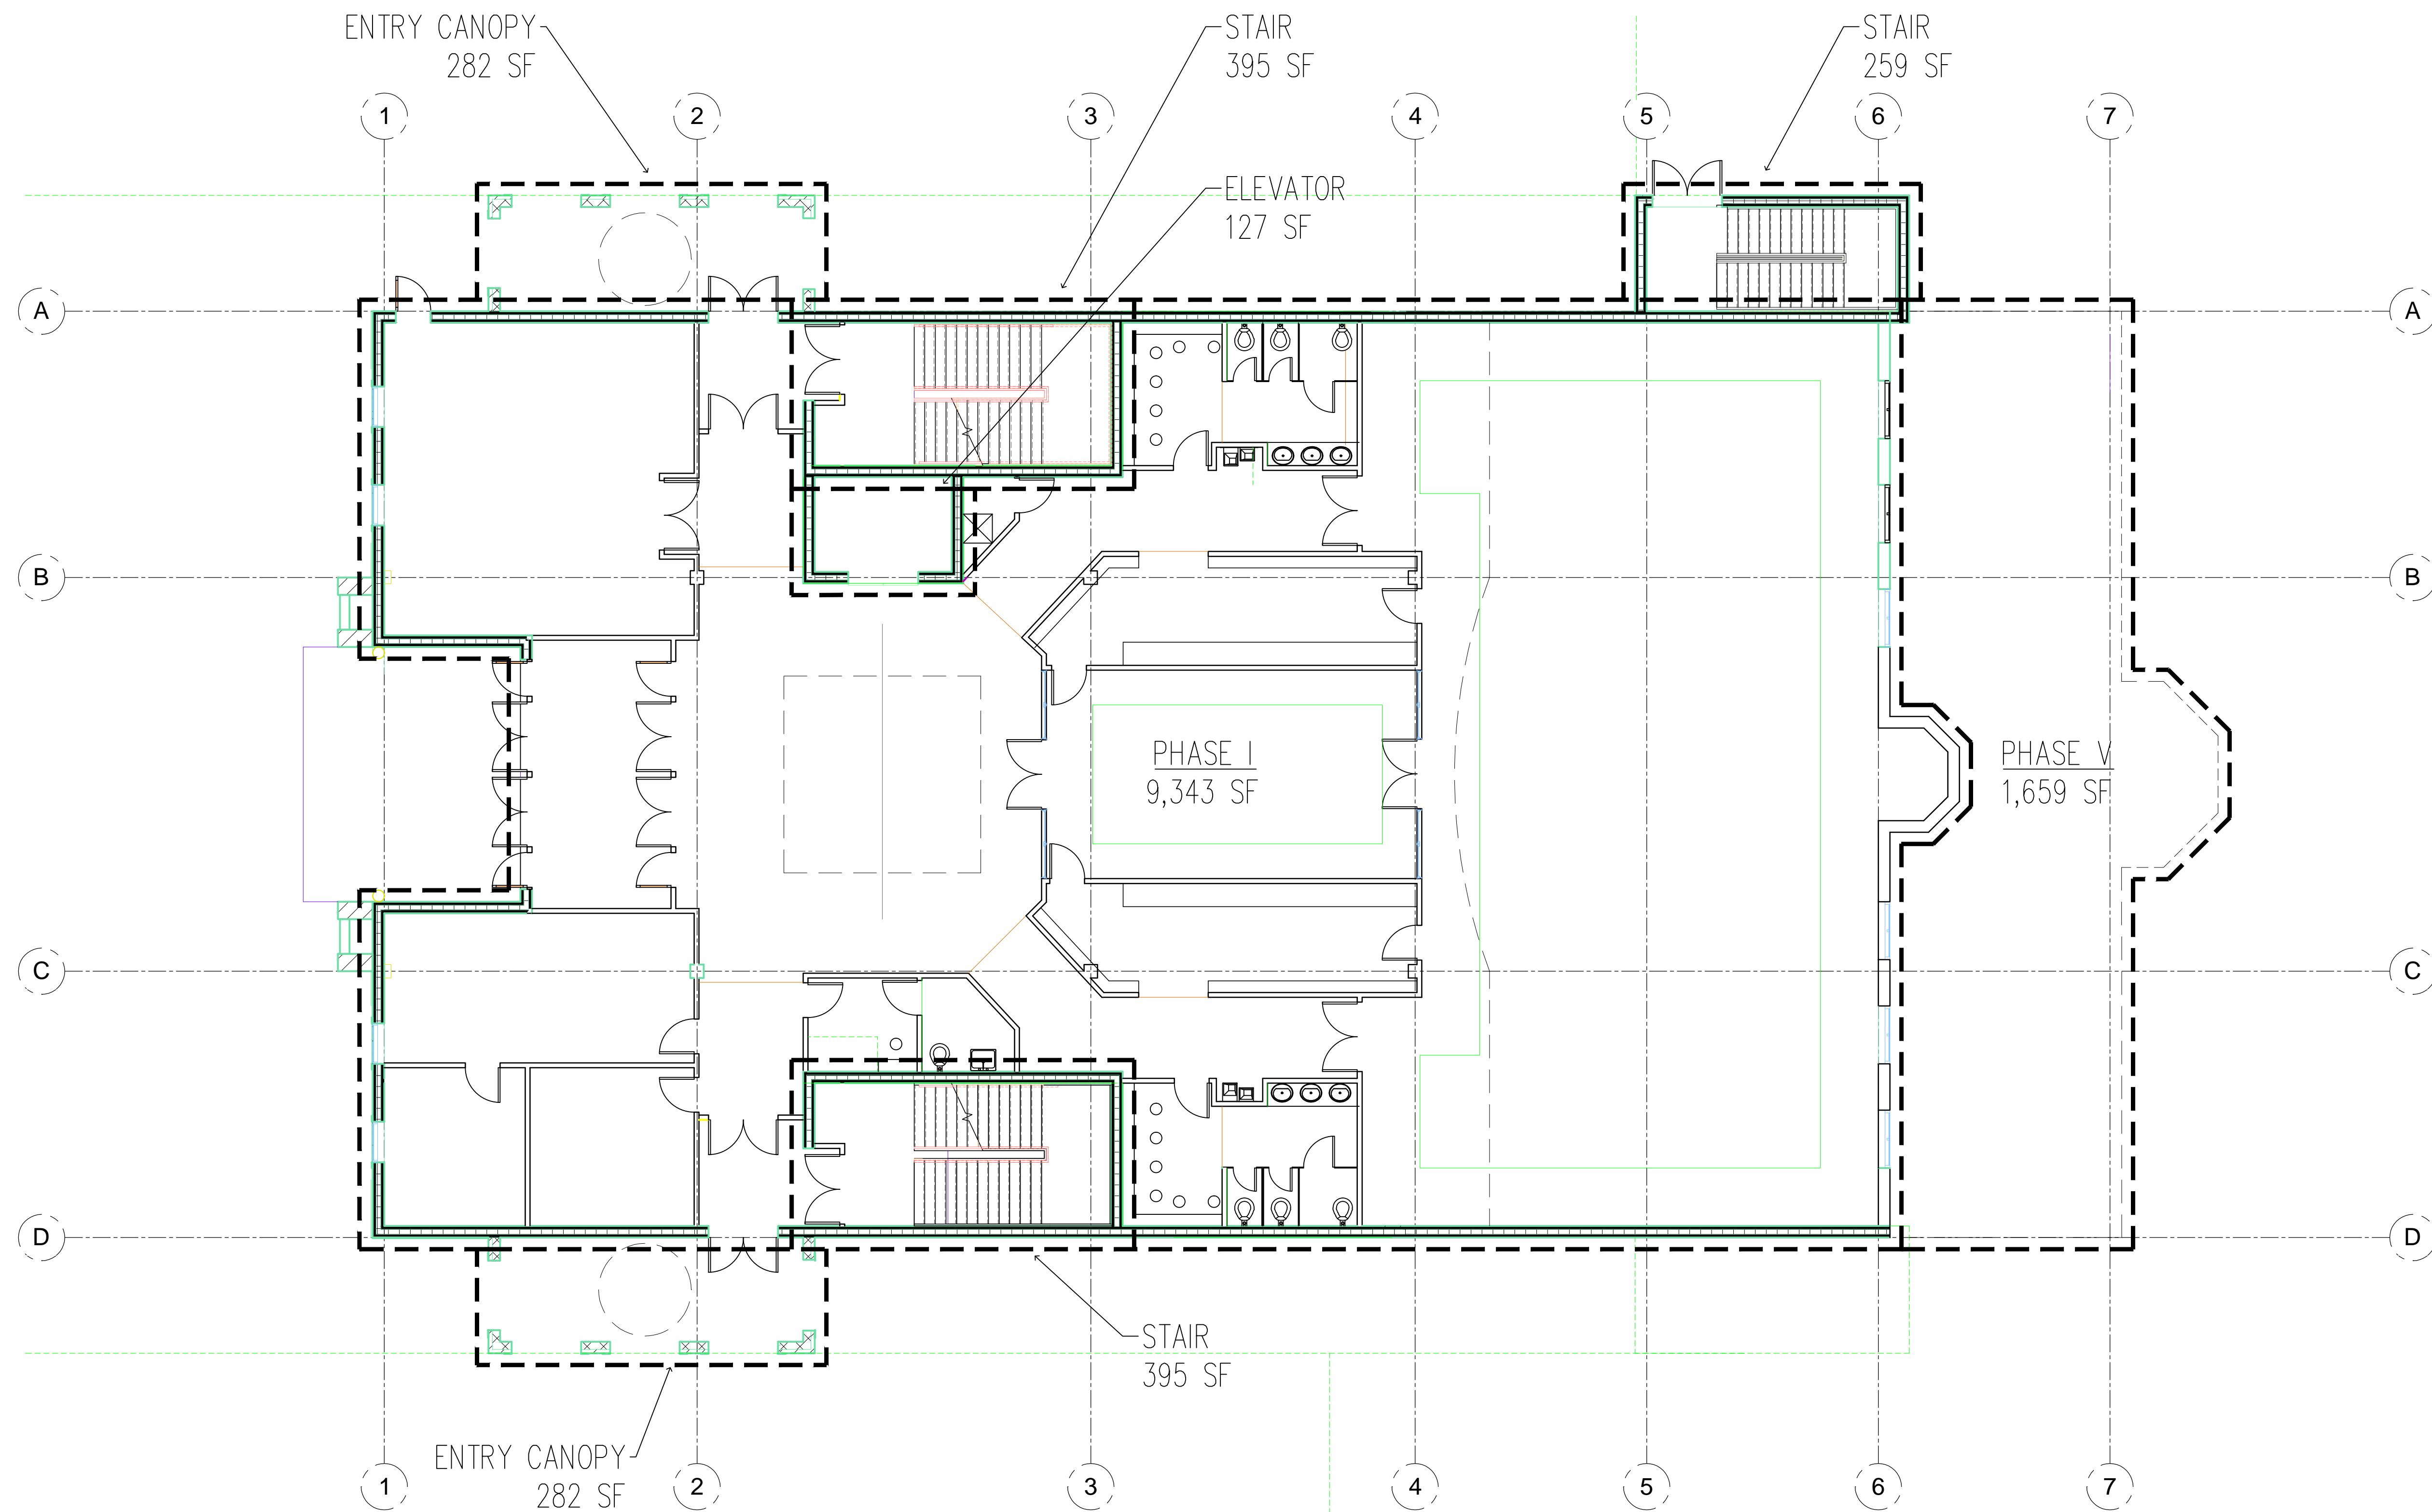 ENTRY CANOPY
282 SF
STAIR
395 SF
STAIR
259 SF
1
2
3
4
5
6
7
ELEVATOR
127 SF
A
A
B
B
PHASE I
9,343 SF
PHASE V
1,659 SF
C
C
D
D
STAIR
395 SF
ENTRY CANOPY
282 SF
1
2
3
4
5
6
7